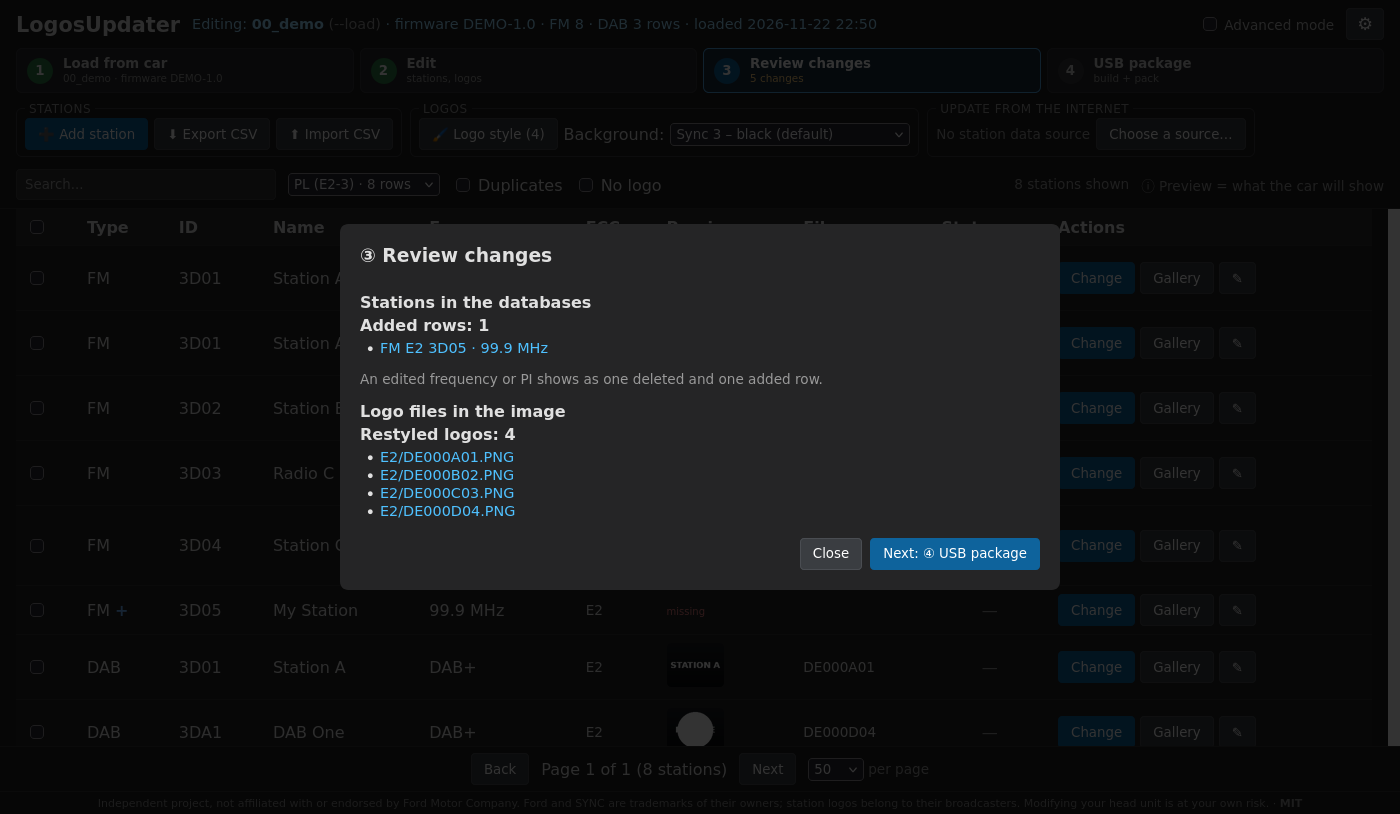 LogosUpdater
Editing: 00_demo (--load) · firmware DEMO-1.0 · FM 8 · DAB 3 rows · loaded 2026-11-22 22:50
Advanced mode
1 Load from car
00_demo · firmware DEMO-1.0
2 Edit
stations, logos
3 Review changes
5 changes
4 USB package
build + pack
STATIONS
LOGOS
UPDATE FROM THE INTERNET
Add station
Export CSV
Import CSV
Logo style (4)
Background:
Sync 3 – black (default)
No station data source
Choose a source...
Search...
PL (E2-3) · 8 rows
Duplicates
No logo
8 stations shown
ⓘ Preview = what the car will show
Type ID Name Actions
FM 3D01 Station A Change Gallery
FM 3D01 Station A Change Gallery
FM 3D02 Station B Change Gallery
FM 3D03 Radio C Change Gallery
FM 3D04 Station Change Gallery
③ Review changes
Stations in the databases
Added rows: 1
• FM E2 3D05 · 99.9 MHz
An edited frequency or PI shows as one deleted and one added row.
Logo files in the image
Restyled logos: 4
• E2/DE000A01.PNG
• E2/DE000B02.PNG
• E2/DE000C03.PNG
• E2/DE000D04.PNG
Close
Next: ④ USB package
FM + 3D05 My Station 99.9 MHz E2 missing — Change Gallery
DAB 3D01 Station A DAB+ E2 STATION A DE000A01 — Change Gallery
DAB 3DA1 DAB One DAB+ E2 DE000D04 — Change Gallery
Back
Page 1 of 1 (8 stations)
Next
50
per page
Independent project, not affiliated with or endorsed by Ford Motor Company. Ford and SYNC are trademarks of their owners; station logos belong to their broadcasters. Modifying your head unit is at your own risk. · MIT